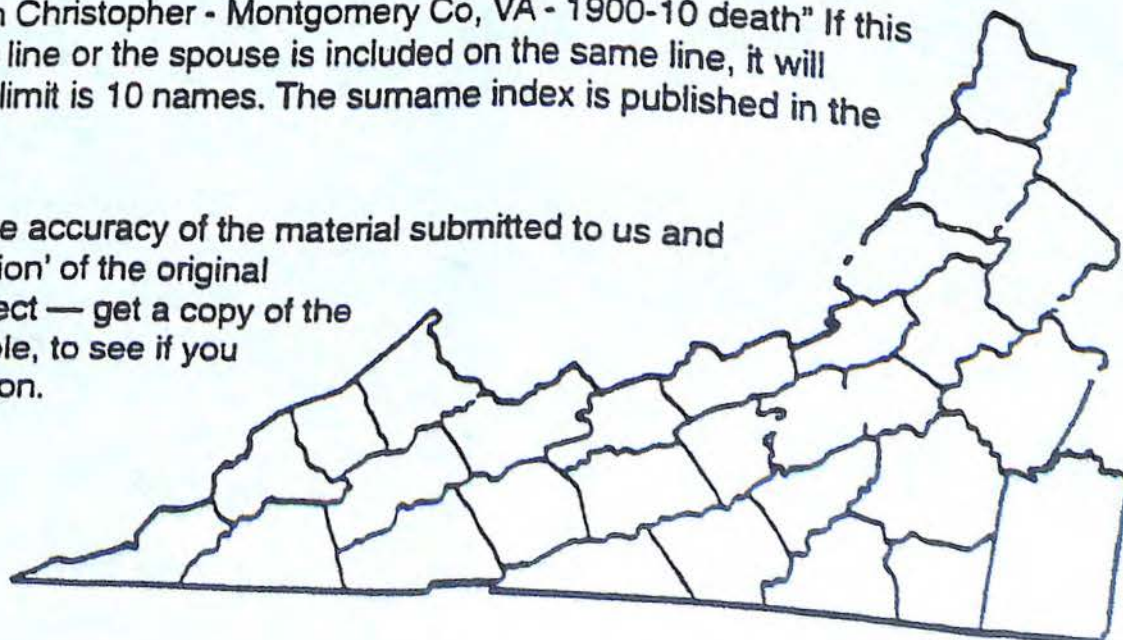 n Christopher - Montgomery Co, VA - 1900-10 death" If this
line or the spouse is included on the same line, it will
limit is 10 names. The surname index is published in the
e accuracy of the material submitted to us and
ion' of the original
ect — get a copy of the
le, to see if you
on.